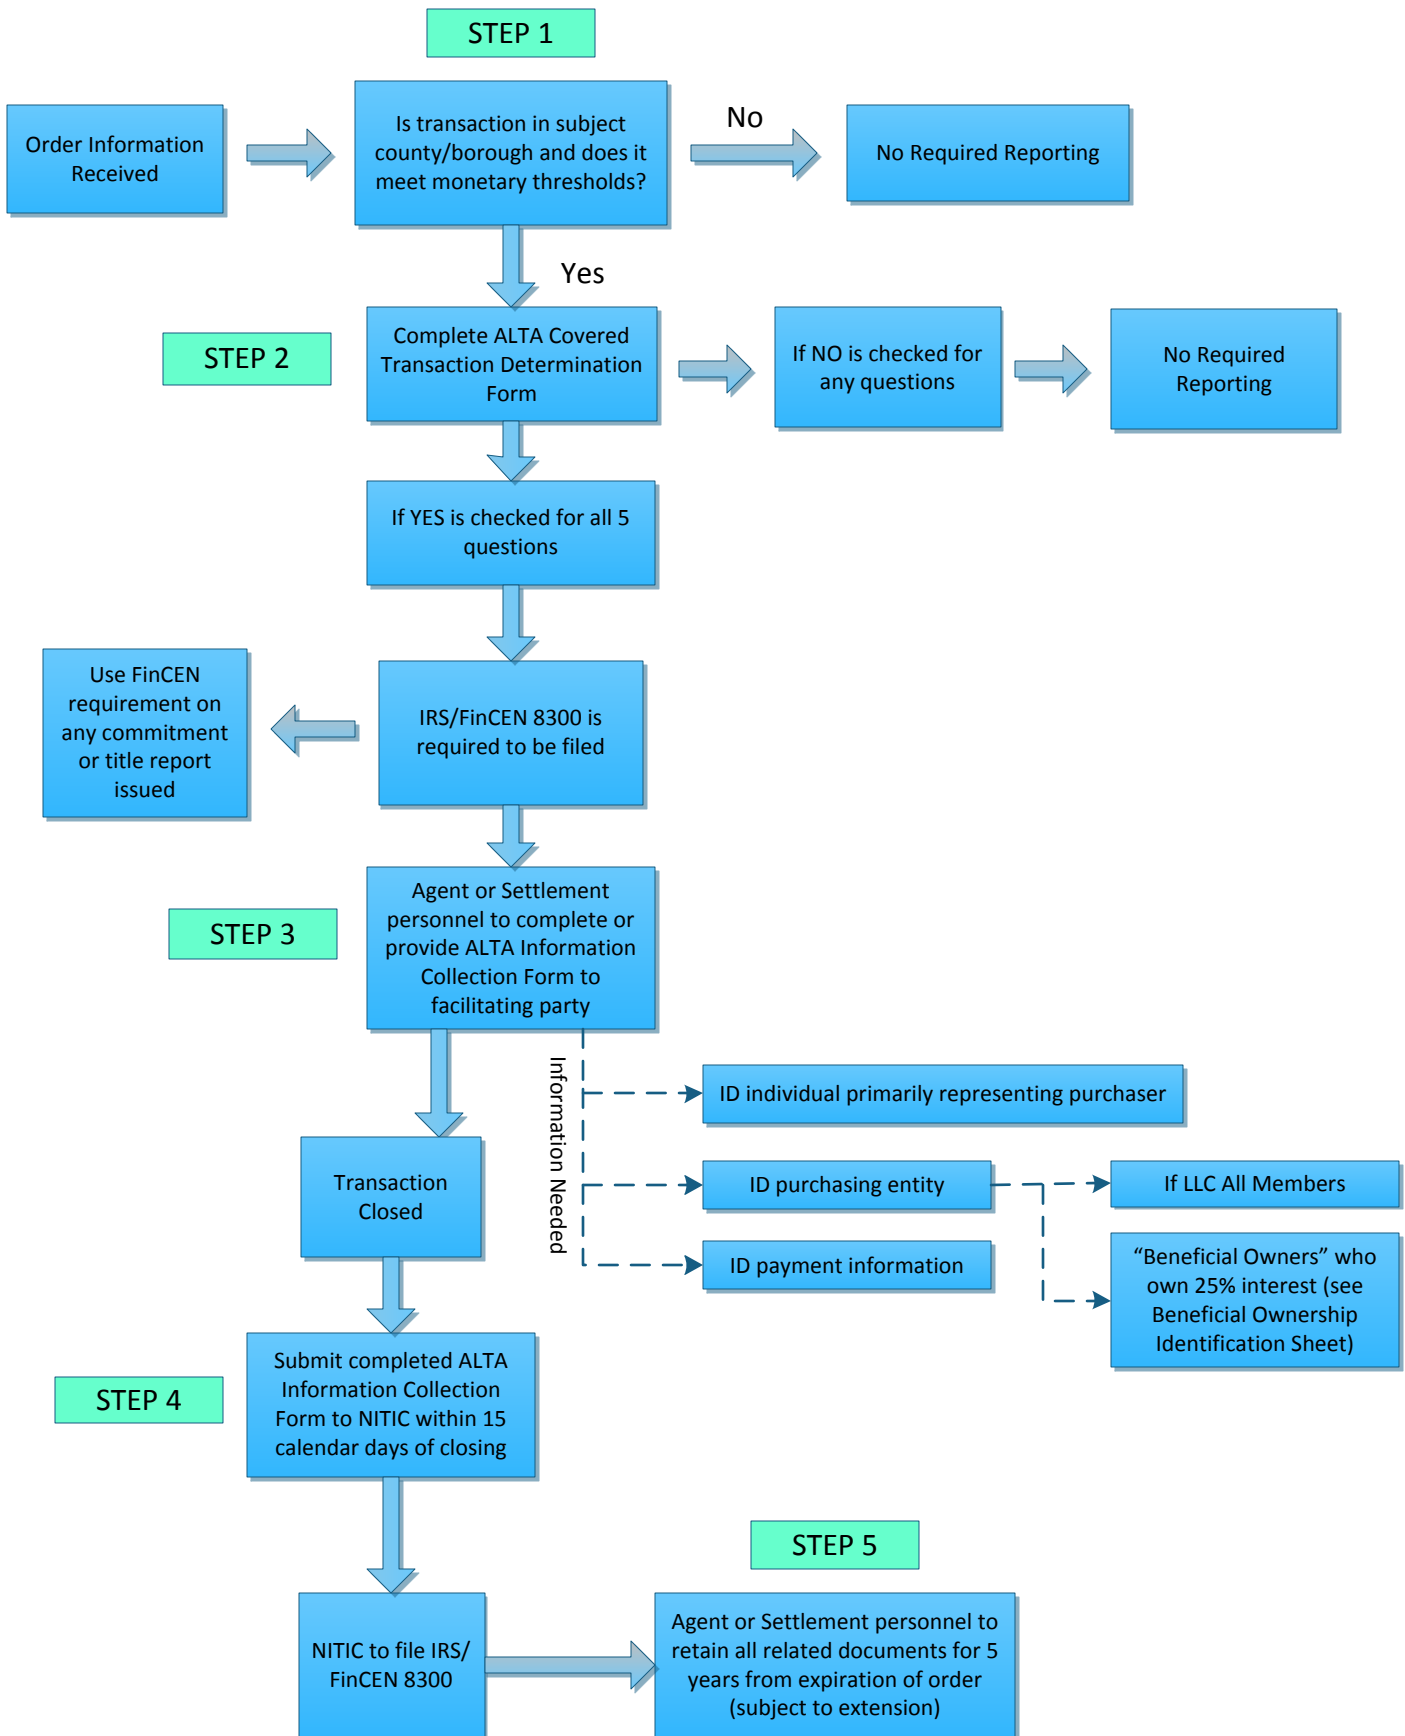 STEP 1
Order Information
Received
Is transaction in subject
county/borough and does it
meet monetary thresholds?
No
No Required Reporting
Yes
STEP 2
Complete ALTA Covered
Transaction Determination
Form
If NO is checked for
any questions
No Required
Reporting
If YES is checked for all 5
questions
Use FinCEN
requirement on
any commitment
or title report
issued
IRS/FinCEN 8300 is
required to be filed
STEP 3
Agent or Settlement
personnel to complete or
provide ALTA Information
Collection Form to
facilitating party
Information Needed
ID individual primarily representing purchaser
ID purchasing entity
If LLC All Members
ID payment information
“Beneficial Owners” who
own 25% interest (see
Beneficial Ownership
Identification Sheet)
Transaction
Closed
STEP 4
Submit completed ALTA
Information Collection
Form to NITIC within 15
calendar days of closing
STEP 5
NITIC to file IRS/
FinCEN 8300
Agent or Settlement personnel to
retain all related documents for 5
years from expiration of order
(subject to extension)